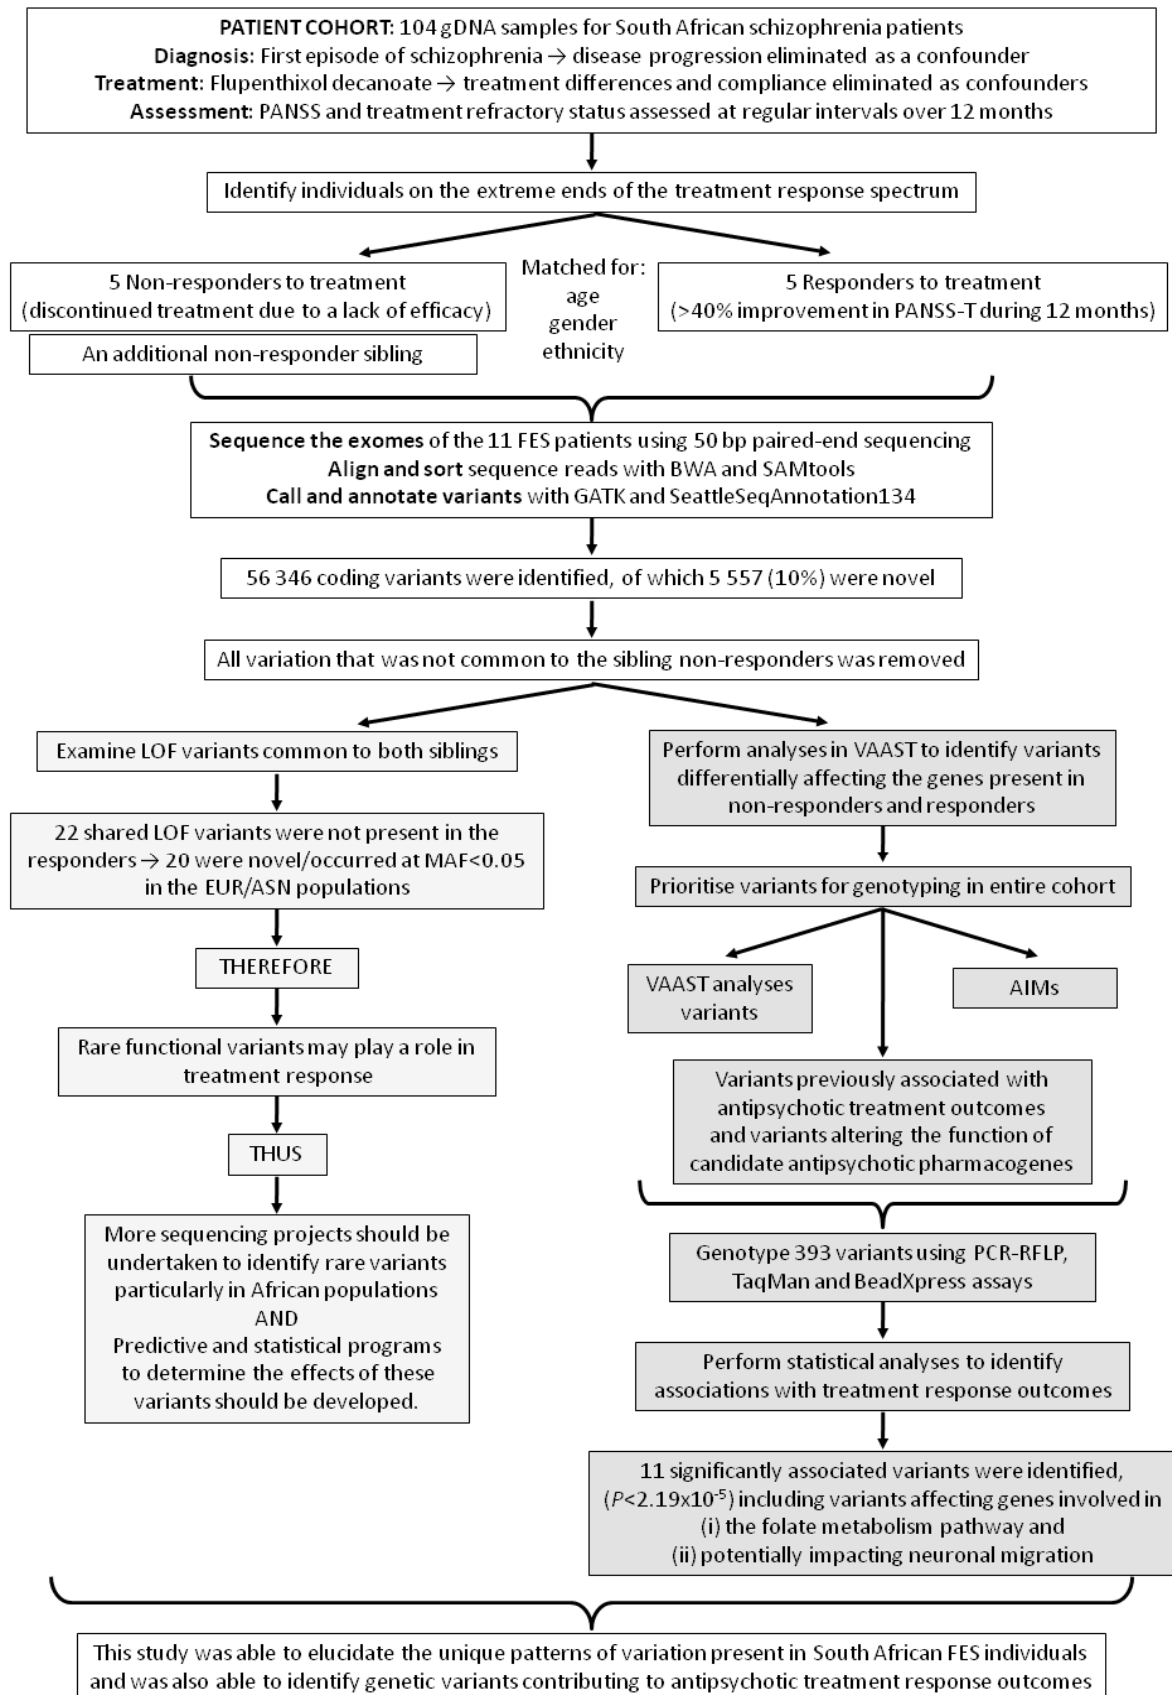 PATIENT COHORT: 104 gDNA samples for South African schizophrenia patients
Diagnosis: First episode of schizophrenia → disease progression eliminated as a confounder
Treatment: Flupenthixol decanoate → treatment differences and compliance eliminated as confounders
Assessment: PANSS and treatment refractory status assessed at regular intervals over 12 months
Identify individuals on the extreme ends of the treatment response spectrum
5 Non-responders to treatment
(discontinued treatment due to a lack of efficacy)
An additional non-responder sibling
Matched for:
age
gender
ethnicity
5 Responders to treatment
(>40% improvement in PANSS-T during 12 months)
Sequence the exomes of the 11 FES patients using 50 bp paired-end sequencing
Align and sort sequence reads with BWA and SAMtools
Call and annotate variants with GATK and SeattleSeqAnnotation134
56 346 coding variants were identified, of which 5 557 (10%) were novel
All variation that was not common to the sibling non-responders was removed
Examine LOF variants common to both siblings
22 shared LOF variants were not present in the
responders → 20 were novel/occurred at MAF<0.05
in the EUR/ASN populations
THEREFORE
Rare functional variants may play a role in
treatment response
THUS
More sequencing projects should be
undertaken to identify rare variants
particularly in African populations
AND
Predictive and statistical programs
to determine the effects of these
variants should be developed.
Perform analyses in VAAST to identify variants
differentially affecting the genes present in
non-responders and responders
Prioritise variants for genotyping in entire cohort
VAAST analyses
variants
AIMs
Variants previously associated with
antipsychotic treatment outcomes
and variants altering the function of
candidate antipsychotic pharmacogenes
Genotype 393 variants using PCR-RFLP,
TaqMan and BeadXpress assays
Perform statistical analyses to identify
associations with treatment response outcomes
11 significantly associated variants were identified,
(P<2.19x10⁻⁵) including variants affecting genes involved in
(i) the folate metabolism pathway and
(ii) potentially impacting neuronal migration
This study was able to elucidate the unique patterns of variation present in South African FES individuals
and was also able to identify genetic variants contributing to antipsychotic treatment response outcomes